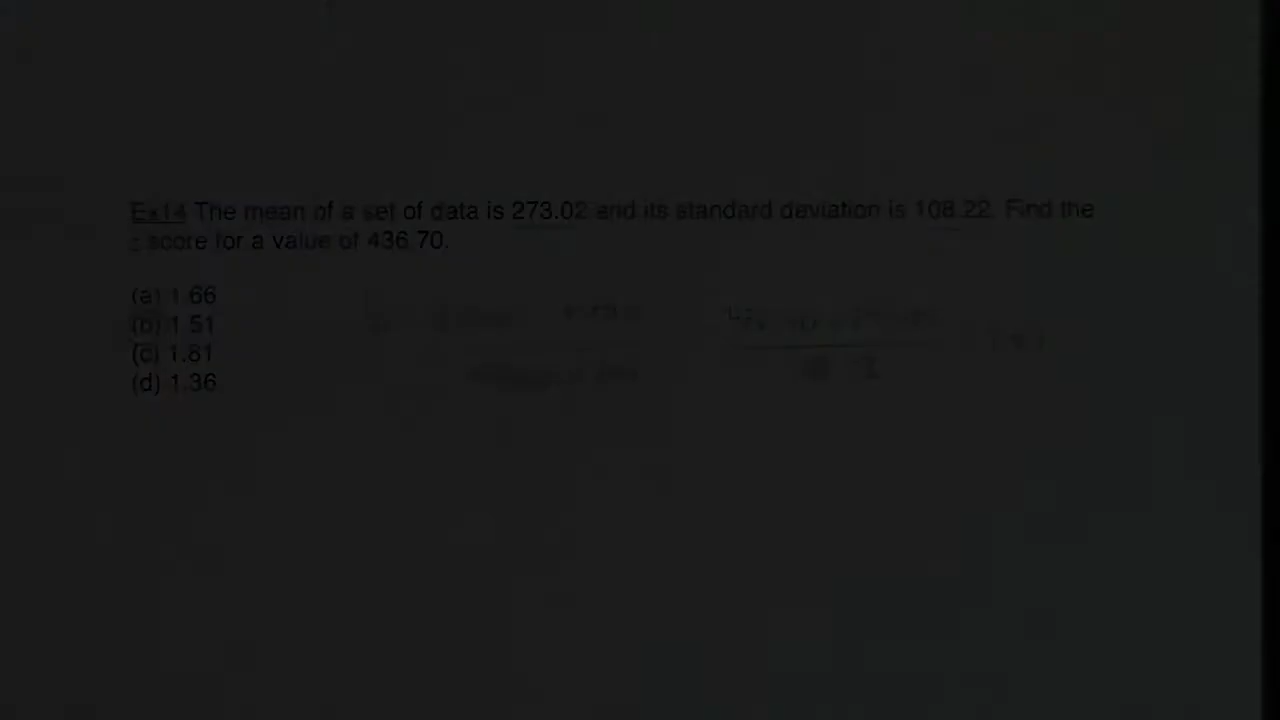 Ex14 The mean of a set of data is 273.02 and its standard deviation is 108.22. Find the
z score for a value of 436.70.
(a) 1.66
(b) 1.51
(c) 1.81
(d) 1.36